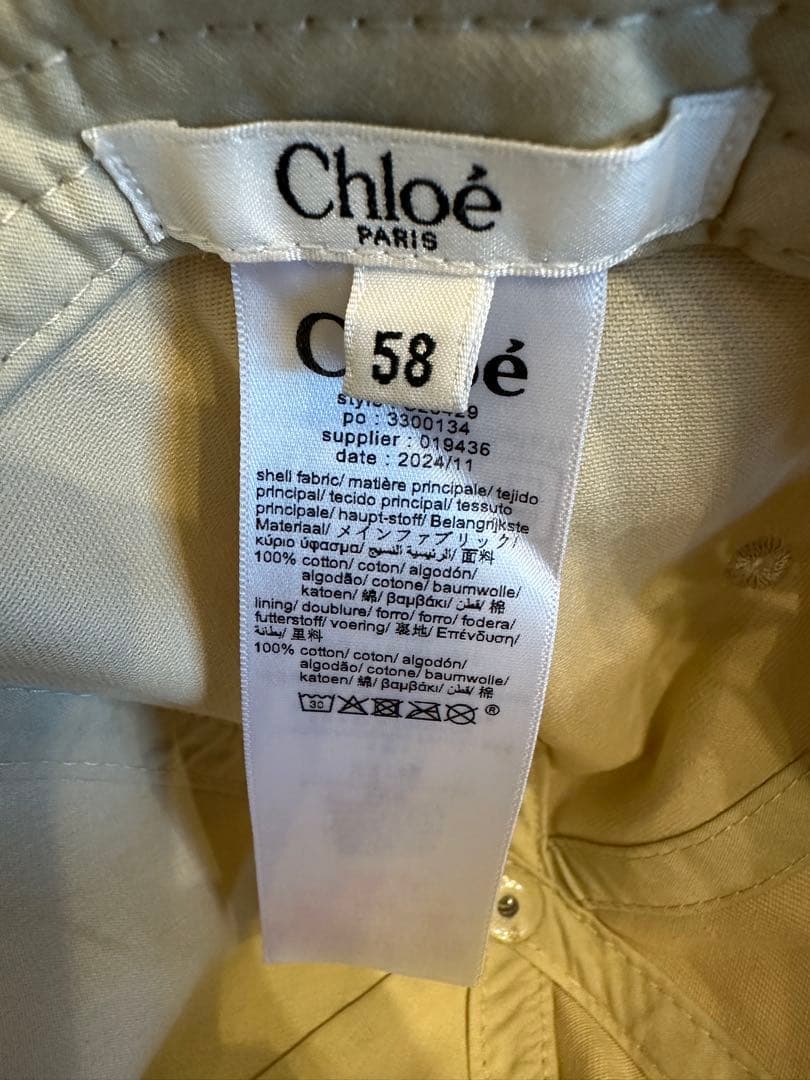 Chloé
PARIS
58
po : 3300134
supplier : 019436
date : 2024/11
shell fabric/ matière principale/ tejido
principal/ tecido principal/ tessuto
principale/ haupt-stoff/ Belangrijkste
Materiaal/ メインファブリック/
κύριο ύφασμα/ الرئيسية النسيج/ 面料
100% cotton/ coton/ algodón/
algodão/ cotone/ baumwolle/
katoen/ 綿/ βαμβάκι/ قطن/ 棉
lining/ doublure/ forro/ forro/ fodera/
futterstoff/ voering/ 裏地/ Επένδυση/
بطانة/ 里料
100% cotton/ coton/ algodón/
algodão/ cotone/ baumwolle/
katoen/ 綿/ βαμβάκι/ قطن/ 棉
30 ®